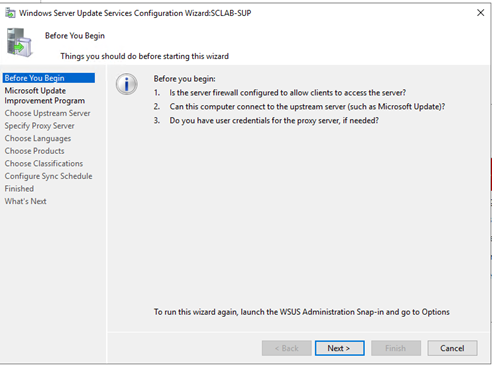 Windows Server Update Services Configuration Wizard:SCLAB-SUP
Before You Begin
Things you should do before starting this wizard
Before You Begin
Microsoft Update
Improvement Program
Choose Upstream Server
Specify Proxy Server
Choose Languages
Choose Products
Choose Classifications
Configure Sync Schedule
Finished
What's Next
Before you begin:
1. Is the server firewall configured to allow clients to access the server?
2. Can this computer connect to the upstream server (such as Microsoft Update)?
3. Do you have user credentials for the proxy server, if needed?
To run this wizard again, launch the WSUS Administration Snap-in and go to Options
< Back
Next >
Finish
Cancel